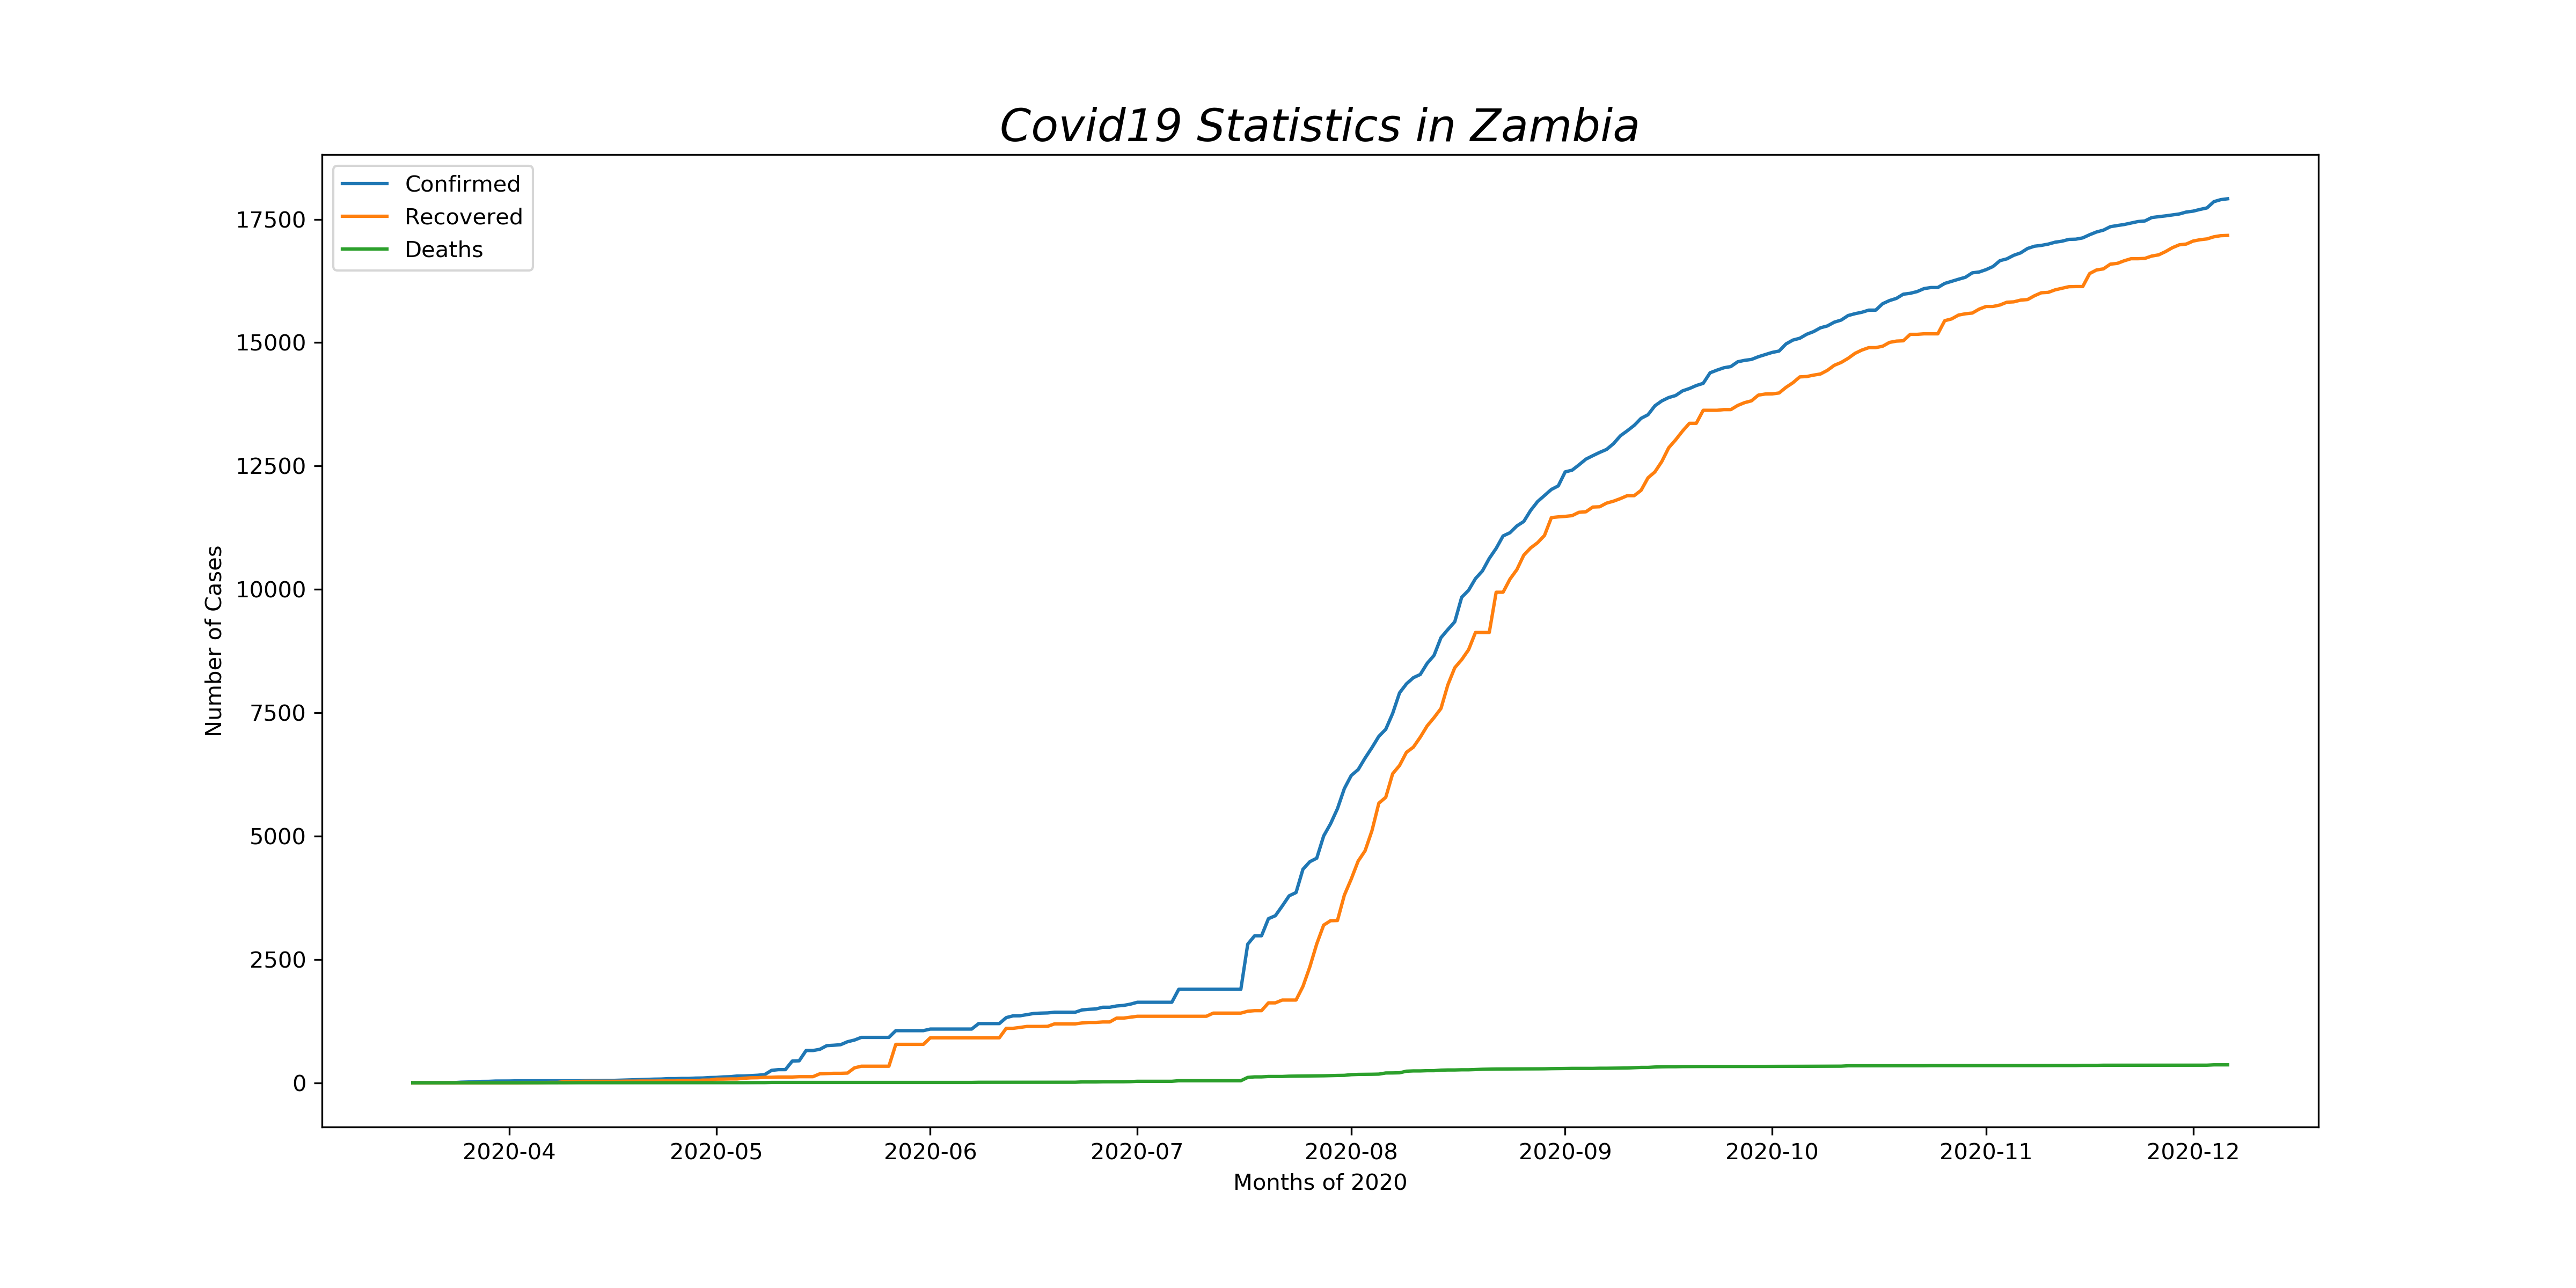 Covid19 Statistics in Zambia
Confirmed
Recovered
Deaths
17500
15000
12500
10000
7500
5000
2500
0
Number of Cases
2020-04 2020-05 2020-06 2020-07 2020-08 2020-09 2020-10 2020-11 2020-12
Months of 2020